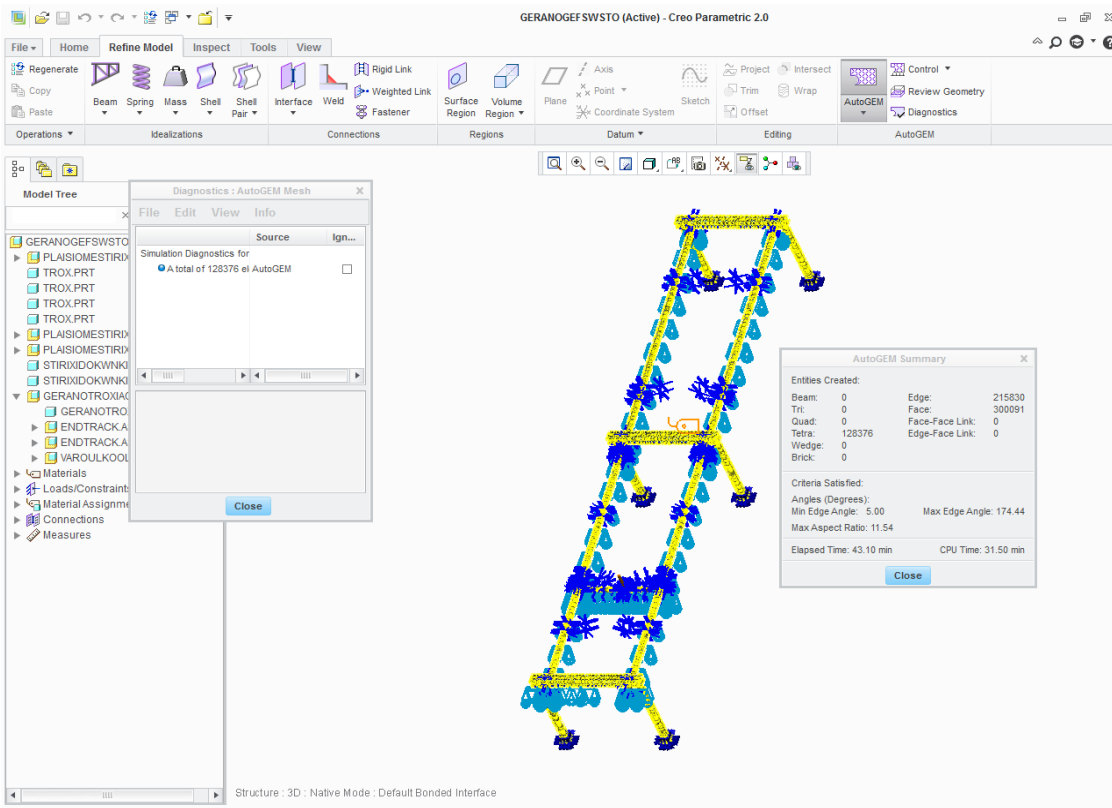 GERANOGEFSWSTO (Active) - Creo Parametric 2.0
File Home Refine Model Inspect Tools View
Regenerate
Copy
Paste
Operations
Beam Spring Mass Shell Shell Pair
Idealizations
Interface Weld Rigid Link
Weighted Link
Fastener
Connections
Surface Region Volume Region
Regions
Plane Axis
Point
Coordinate System
Sketch
Datum
Project Intersect
Trim Wrap
Offset
Editing
AutoGEM Control
Review Geometry
Diagnostics
AutoGEM
Model Tree
GERANOGEFSWSTO
PLAISIOMESTIRIX
TROX.PRT
TROX.PRT
TROX.PRT
TROX.PRT
PLAISIOMESTIRI
PLAISIOMESTIRI
STIRIXIDOKWNKI
STIRIXIDOKWNKI
GERANOTROXIA
GERANOTRO
ENDTRACK.A
ENDTRACK.A
VAROULKOOL
Materials
Loads/Constraints
Material Assignme
Connections
Measures
Diagnostics : AutoGEM Mesh
File Edit View Info
Source Ign...
Simulation Diagnostics for
A total of 128376 el AutoGEM
Close
AutoGEM Summary
Entities Created:
Beam: 0 Edge: 215830
Tri: 0 Face: 300091
Quad: 0 Face-Face Link: 0
Tetra: 128376 Edge-Face Link: 0
Wedge: 0
Brick: 0
Criteria Satisfied:
Angles (Degrees):
Min Edge Angle: 5.00 Max Edge Angle: 174.44
Max Aspect Ratio: 11.54
Elapsed Time: 43.10 min CPU Time: 31.50 min
Close
Structure : 3D : Native Mode : Default Bonded Interface